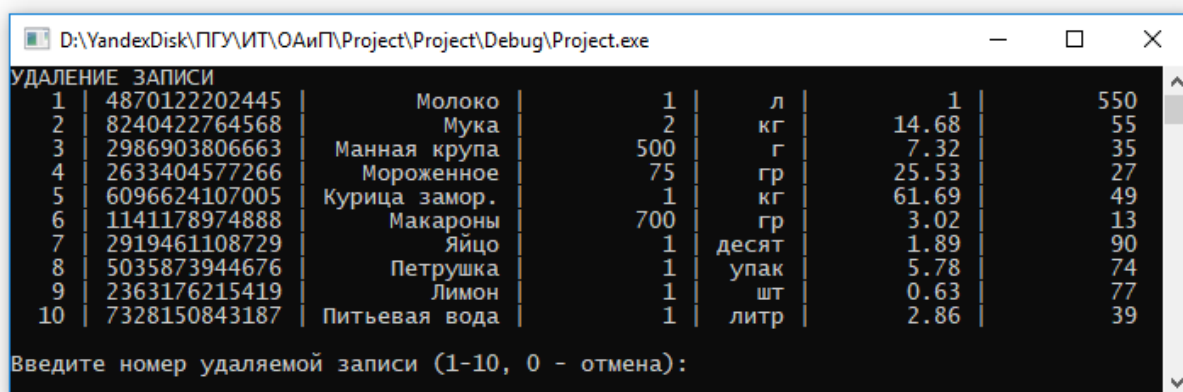 D:\YandexDisk\ПГУ\ИТ\ОАиП\Project\Project\Debug\Project.exe
УДАЛЕНИЕ ЗАПИСИ
1 | 4870122202445 | Молоко | 1 | л | 1 | 550
2 | 8240422764568 | Мука | 2 | кг | 14.68 | 55
3 | 2986903806663 | Манная крупа | 500 | г | 7.32 | 35
4 | 2633404577266 | Мороженное | 75 | гр | 25.53 | 27
5 | 6096624107005 | Курица замор. | 1 | кг | 61.69 | 49
6 | 1141178974888 | Макароны | 700 | гр | 3.02 | 13
7 | 2919461108729 | Яйцо | 1 | десят | 1.89 | 90
8 | 5035873944676 | Петрушка | 1 | упак | 5.78 | 74
9 | 2363176215419 | Лимон | 1 | шт | 0.63 | 77
10 | 7328150843187 | Питьевая вода | 1 | литр | 2.86 | 39
Введите номер удаляемой записи (1-10, 0 - отмена):